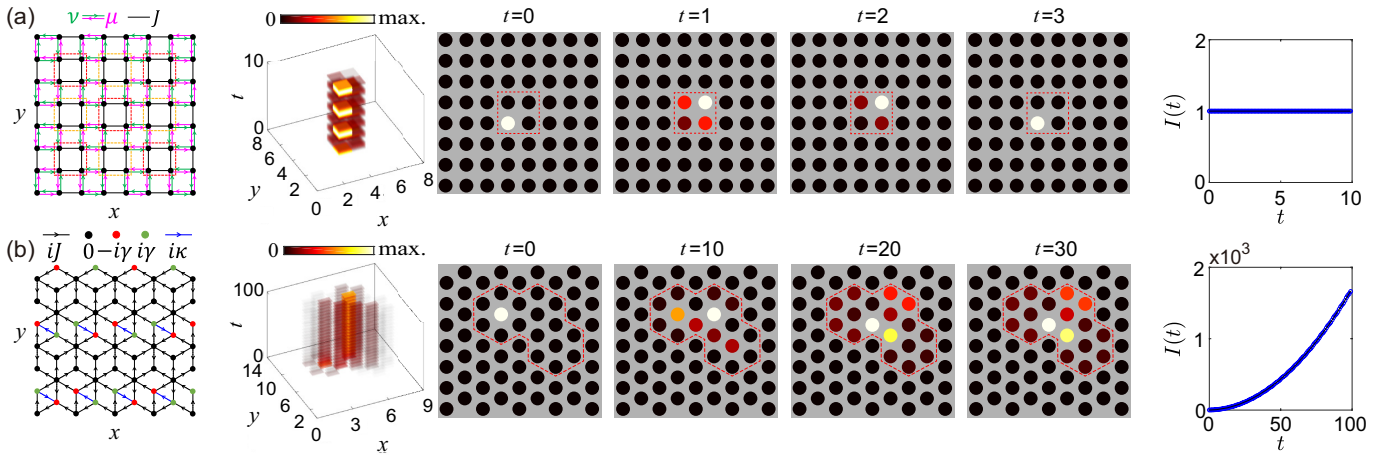 (a) ν μ —J
0 max.
t=0 t=1 t=2 t=3
y
x
10
t
0
8
6
4
2
0
y
2 4 6 8
x
2
1
0
I(t)
0 5 10
t
(b) iJ 0 −iγ iγ iκ
0 max.
t=0 t=10 t=20 t=30
y
x
100
t
0
14
10
6
2
0
y
3 6 9
x
×10³
2
1
0
I(t)
0 50 100
t